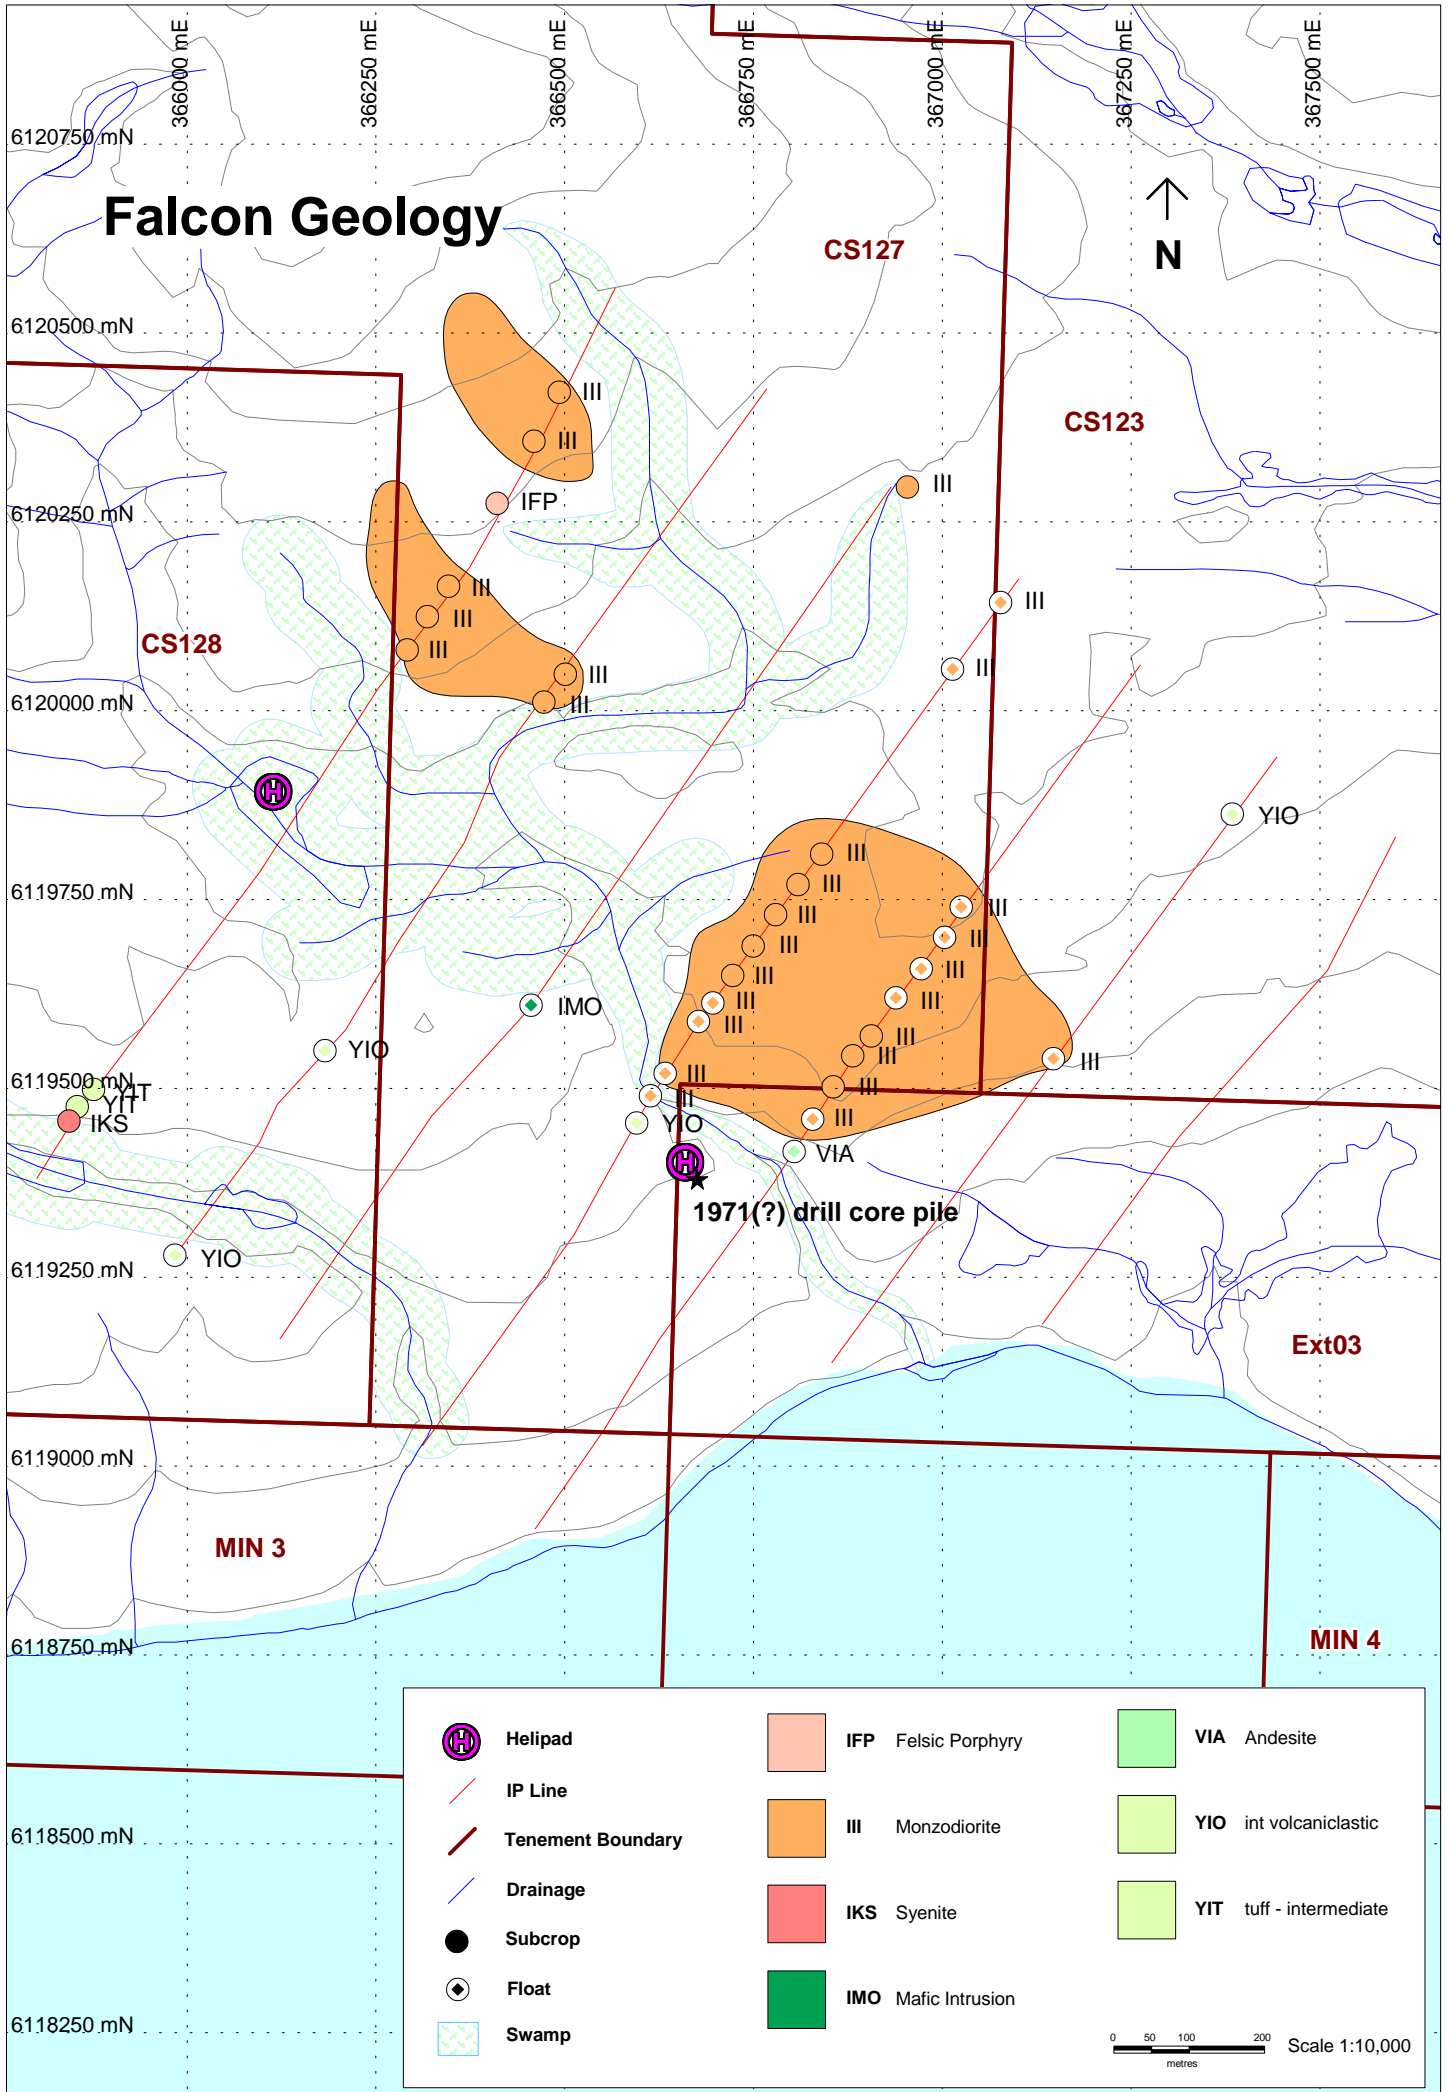 366000 mE
366250 mE
366500 mE
366750 mE
367000 mE
367250 mE
367500 mE
6120750 mN
Falcon Geology
CS127
N
6120500 mN
III
CS123
III
III
IFP
6120250 mN
III
III
III
CS128
III
III
III
III
6120000 mN
YIO
III
III
6119750 mN
III
III
III
III
III
III
III
IMO
III
III
III
YIO
III
III
III
6119500 mN
YIT
YIT
IKS
III
III
YIO
III
VIA
1971(?) drill core pile
YIO
6119250 mN
Ext03
6119000 mN
MIN 3
6118750 mN
MIN 4
6118500 mN
6118250 mN
H
H
H Helipad
IP Line
Tenement Boundary
Drainage
Subcrop
Float
Swamp
IFP Felsic Porphyry
III Monzodiorite
IKS Syenite
IMO Mafic Intrusion
VIA Andesite
YIO int volcaniclastic
YIT tuff - intermediate
0 50 100 200
metres
Scale 1:10,000